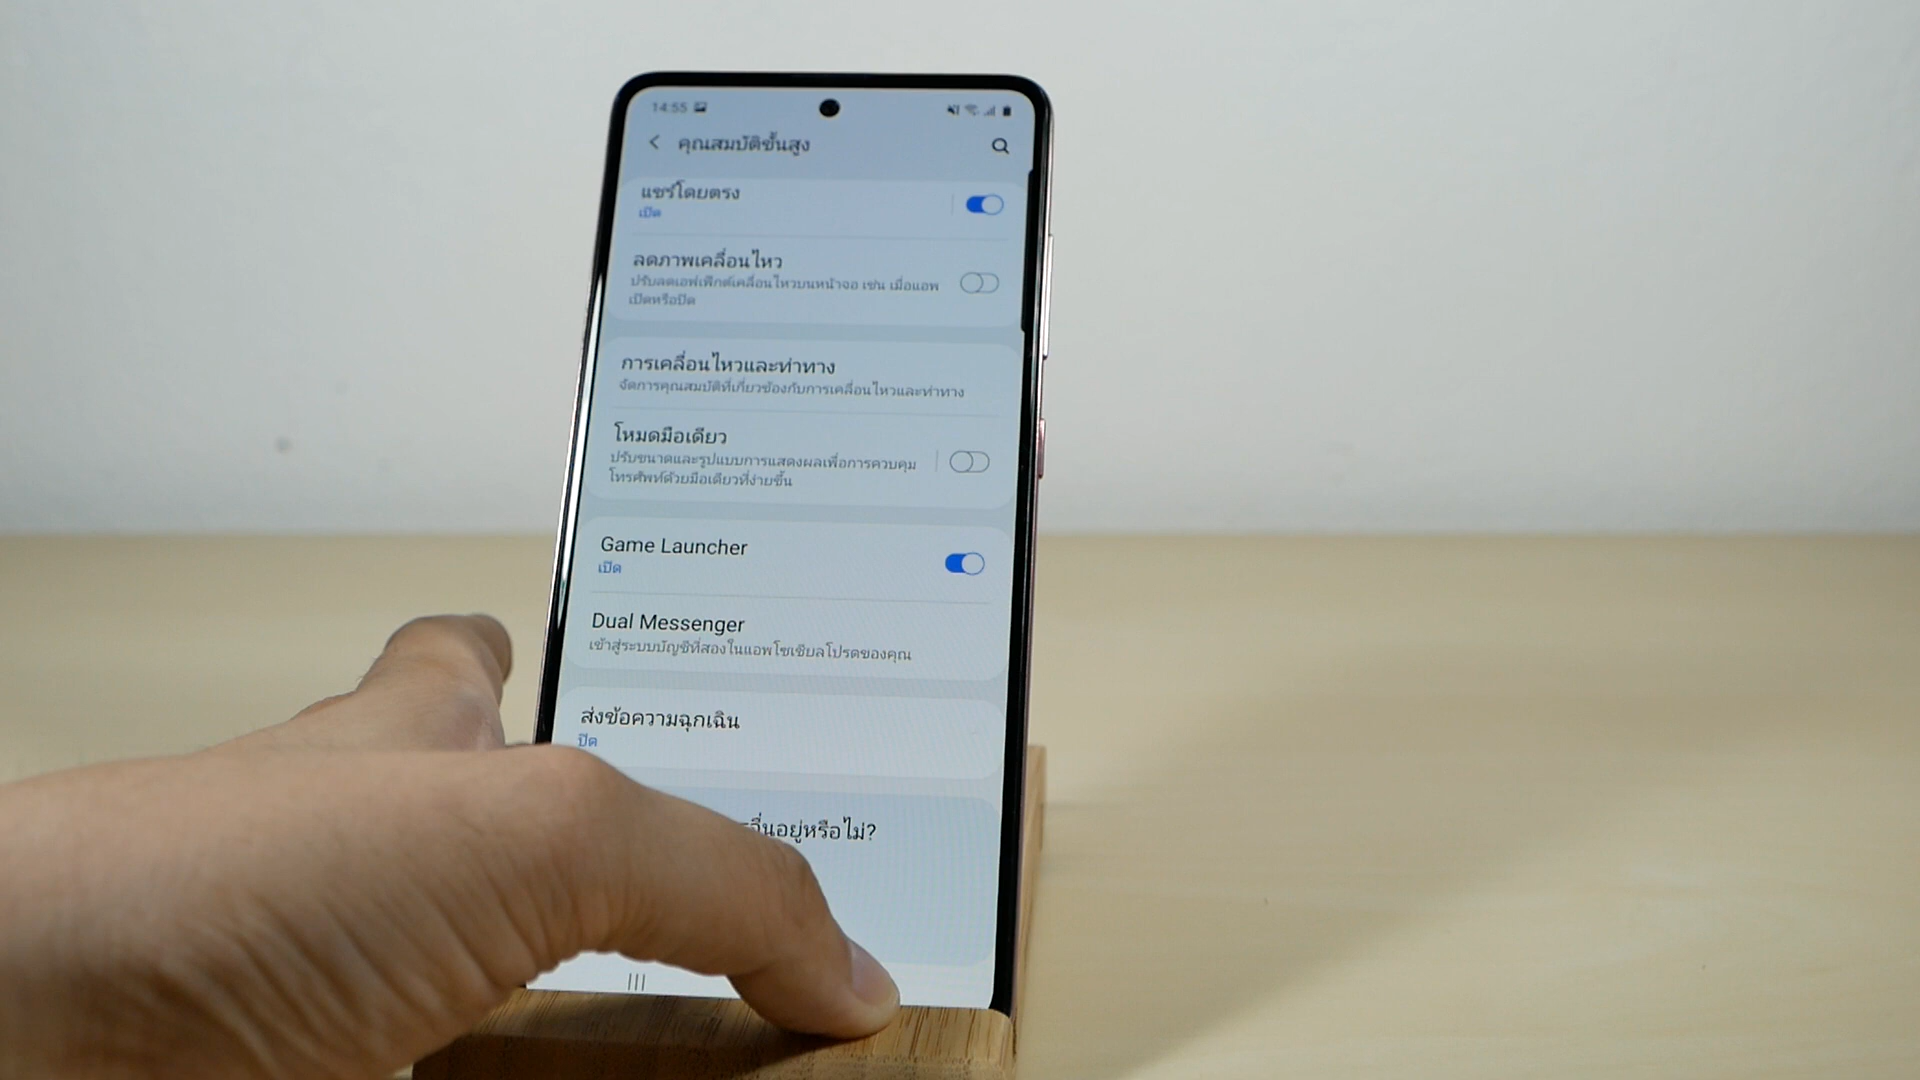 14:55
คุณสมบัติขั้นสูง
แชร์โดยตรง
เปิด
ลดภาพเคลื่อนไหว
ปรับลดเอฟเฟ็กต์เคลื่อนไหวบนหน้าจอ เช่น เมื่อแอพ
เปิดหรือปิด
การเคลื่อนไหวและท่าทาง
จัดการคุณสมบัติที่เกี่ยวข้องกับการเคลื่อนไหวและท่าทาง
โหมดมือเดียว
ปรับขนาดและรูปแบบการแสดงผลเพื่อการควบคุม
โทรศัพท์ด้วยมือเดียวที่ง่ายขึ้น
Game Launcher
เปิด
Dual Messenger
เข้าสู่ระบบบัญชีที่สองในแอพโซเชียลโปรดของคุณ
ส่งข้อความฉุกเฉิน
ปิด
อยู่หรือไม่?